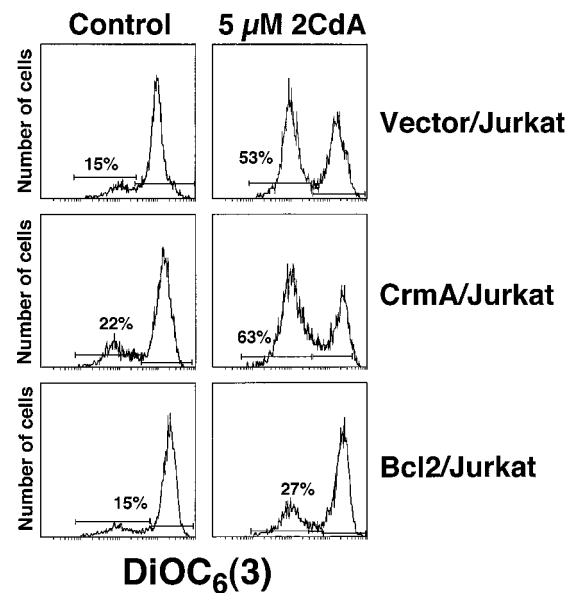 Control 5 µM 2CdA
Number of cells 15% 53% Vector/Jurkat
Number of cells 22% 63% CrmA/Jurkat
Number of cells 15% 27% Bcl2/Jurkat
DiOC6(3)